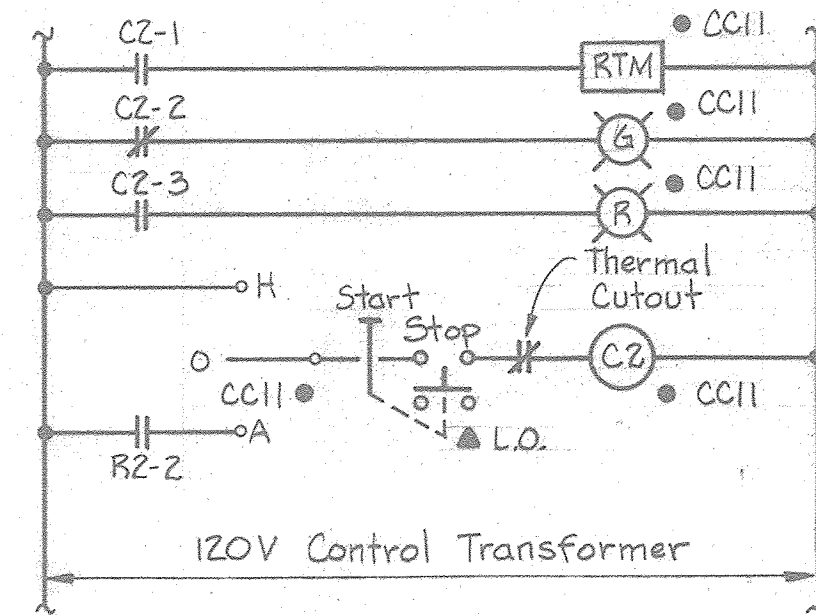 C2-1
CC11
RTM
C2-2
CC11
G
C2-3
CC11
R
H
Thermal
Cutout
Start
Stop
O
C2
CC11
CC11
A
L.O.
R2-2
120V Control Transformer